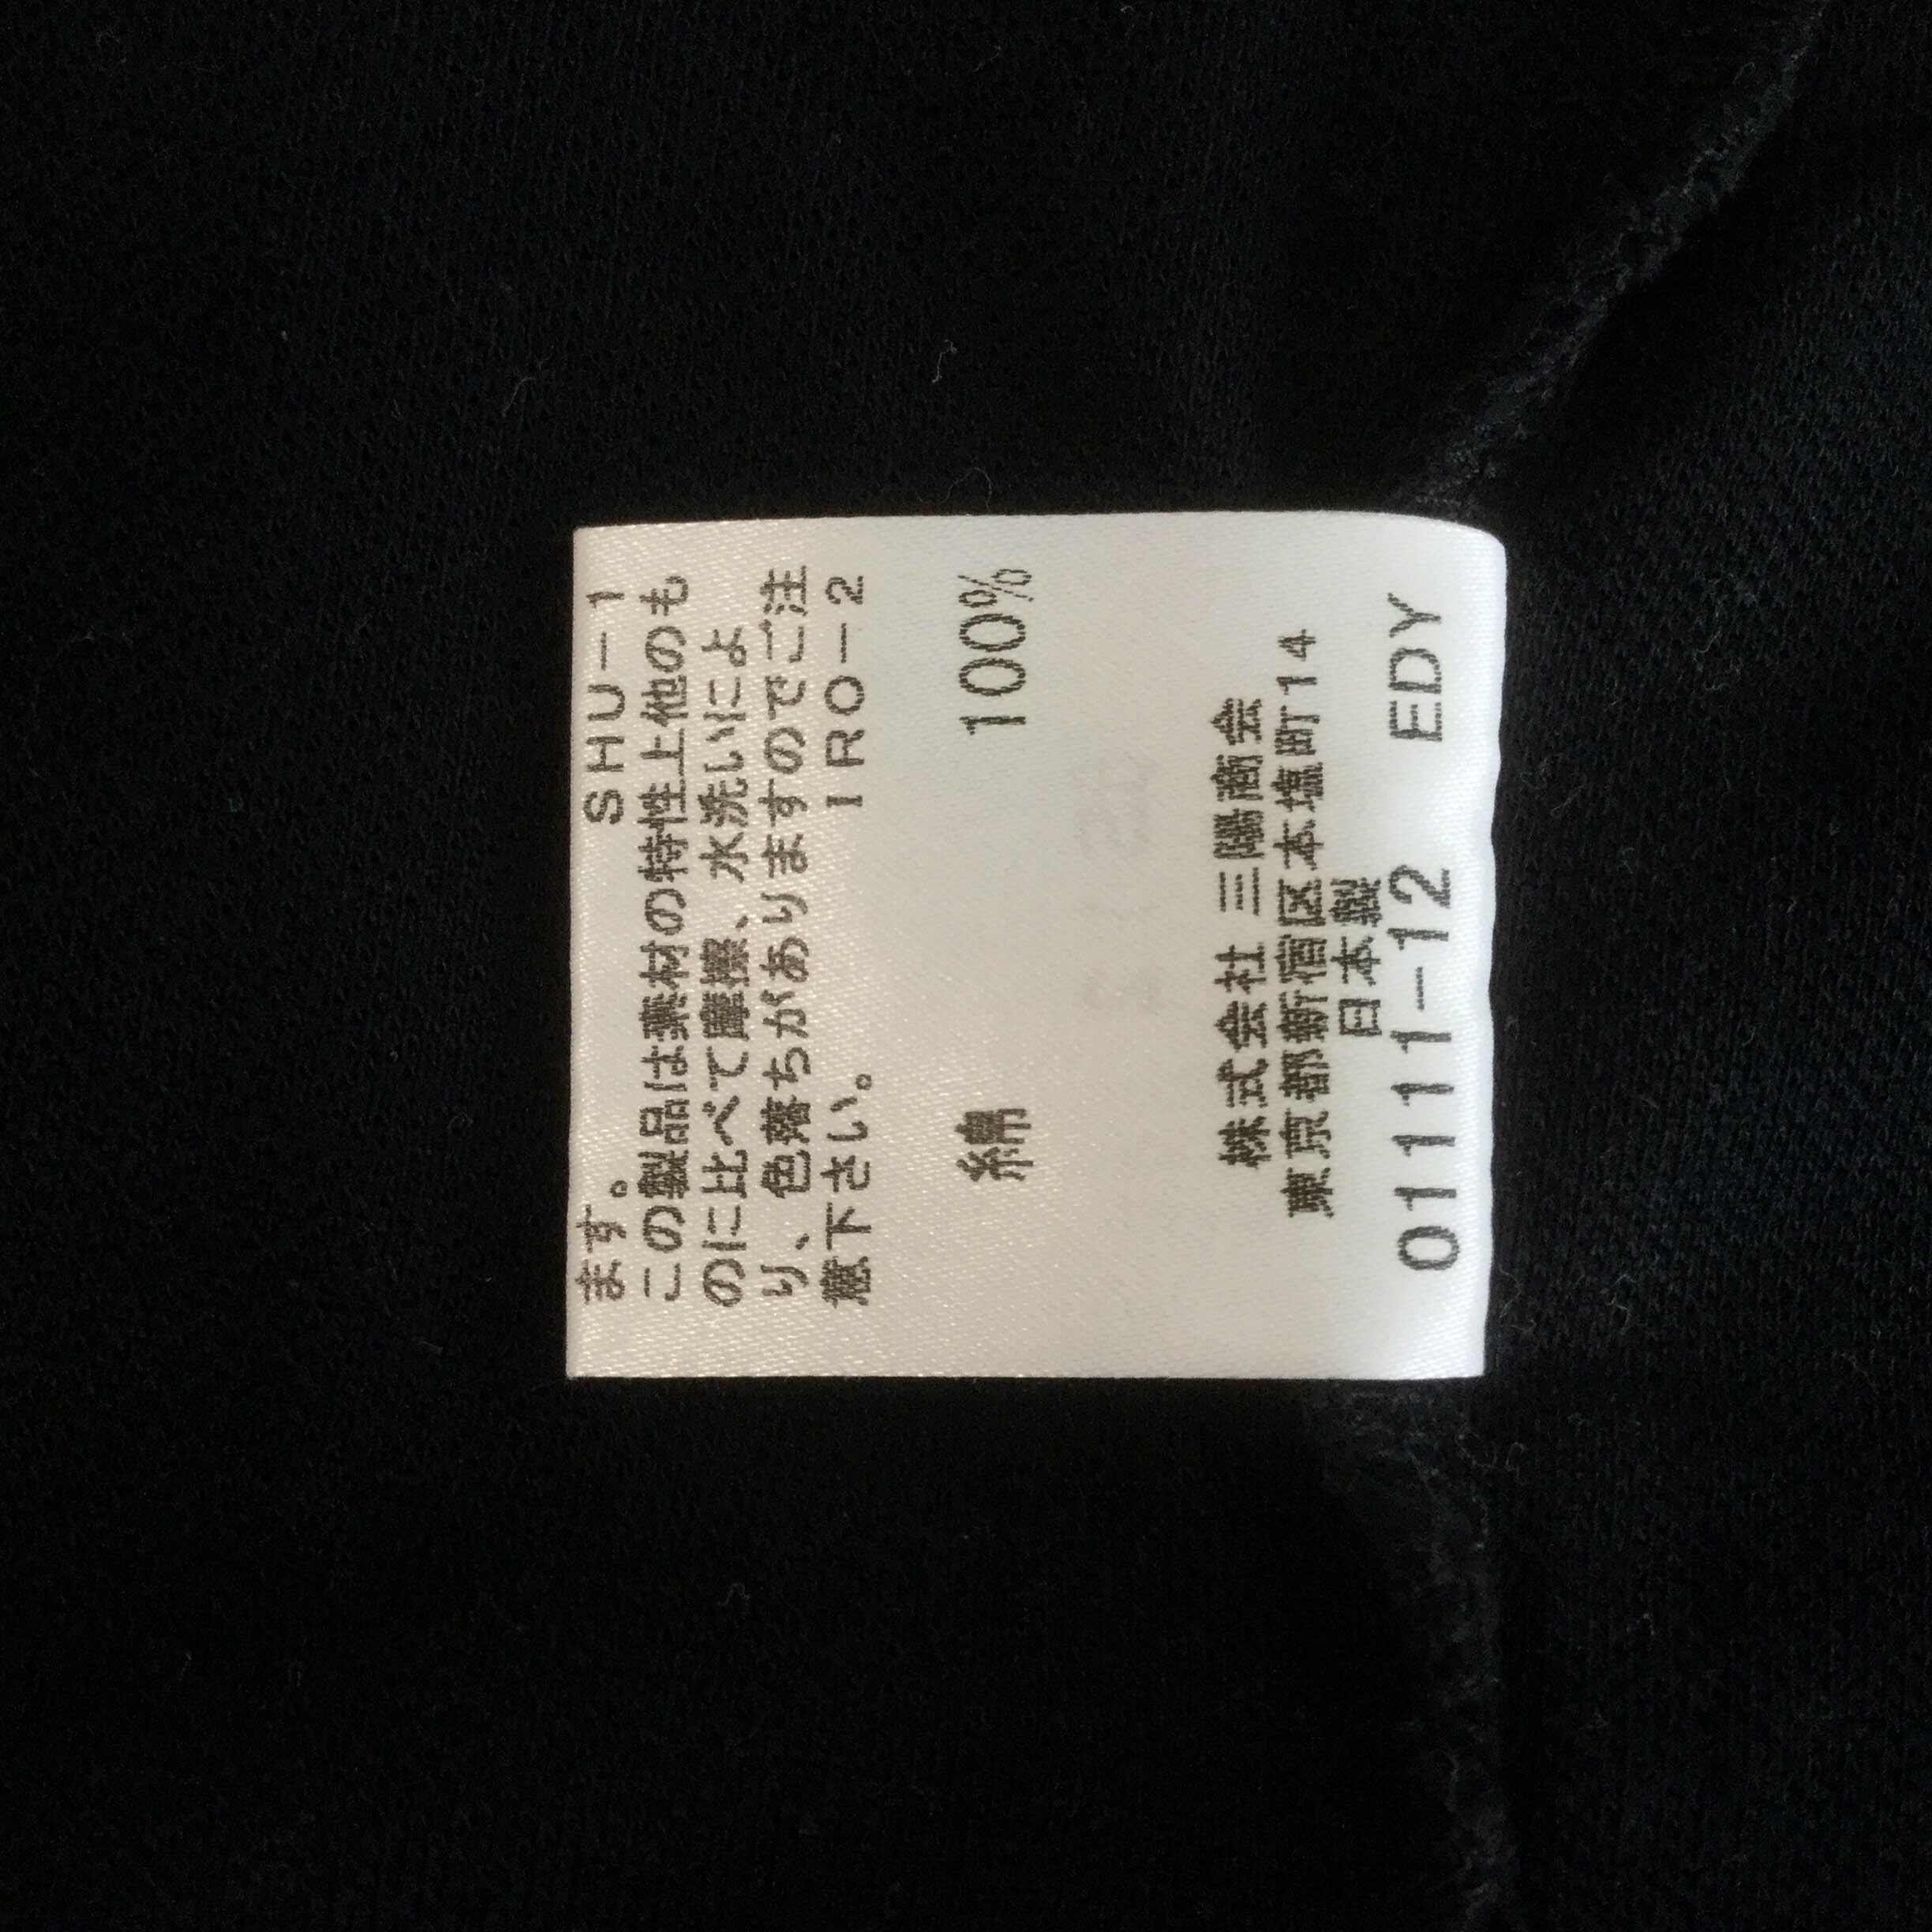 ます。 SHU-1
この製品は素材の特性上他のも
のに比べて摩擦、水洗いによ
り、色落ちがありますのでご注
意下さい。 IRO-2
綿 100%
株式会社 三陽商会
東京都新宿区本塩町14
日本製
01111-12 EDY